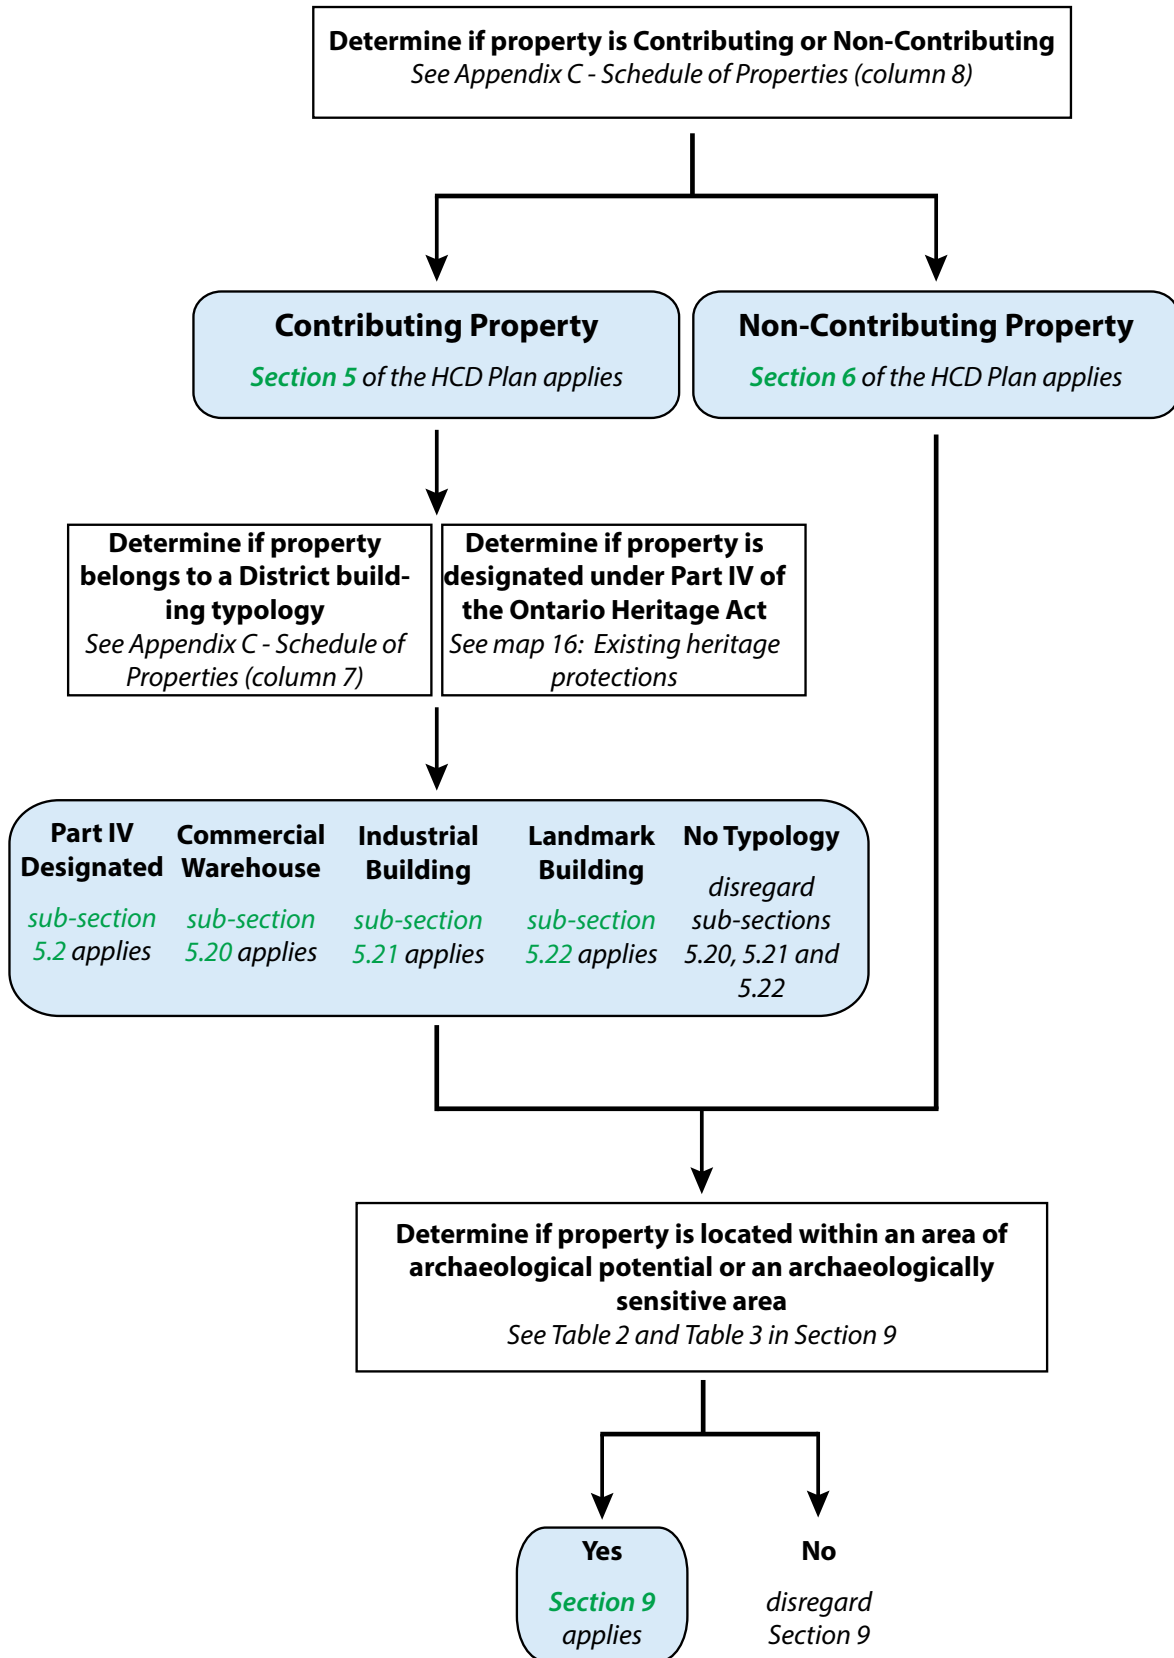 Determine if property is Contributing or Non-Contributing
See Appendix C - Schedule of Properties (column 8)
Contributing Property
Section 5 of the HCD Plan applies
Non-Contributing Property
Section 6 of the HCD Plan applies
Determine if property
belongs to a District build-
ing typology
See Appendix C - Schedule of
Properties (column 7)
Determine if property is
designated under Part IV of
the Ontario Heritage Act
See map 16: Existing heritage
protections
Part IV
Designated
sub-section
5.2 applies
Commercial
Warehouse
sub-section
5.20 applies
Industrial
Building
sub-section
5.21 applies
Landmark
Building
sub-section
5.22 applies
No Typology
disregard
sub-sections
5.20, 5.21 and
5.22
Determine if property is located within an area of
archaeological potential or an archaeologically
sensitive area
See Table 2 and Table 3 in Section 9
Yes
Section 9
applies
No
disregard
Section 9